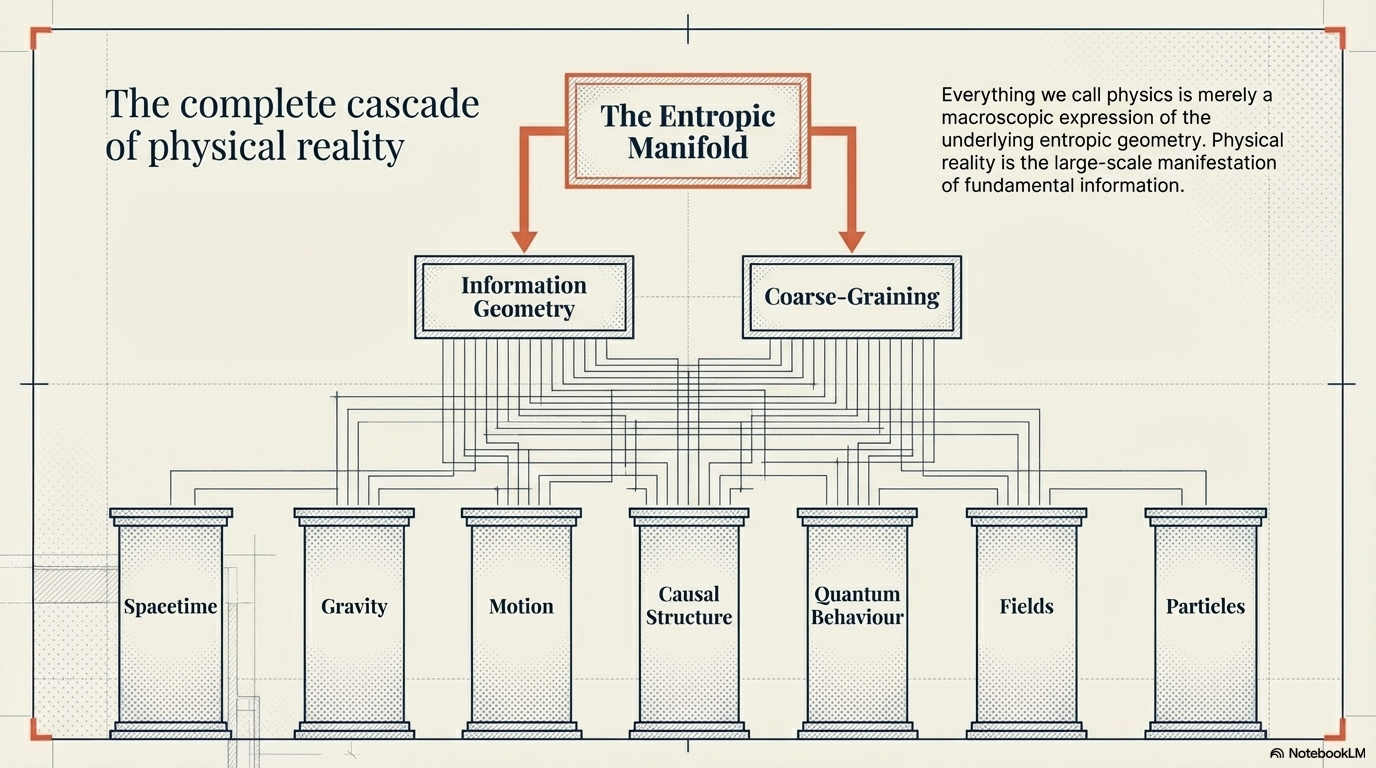 The complete cascade
of physical reality
The Entropic
Manifold
Everything we call physics is merely a
macroscopic expression of the
underlying entropic geometry. Physical
reality is the large-scale manifestation
of fundamental information.
Information
Geometry
Coarse-Graining
Spacetime
Gravity
Motion
Causal
Structure
Quantum
Behaviour
Fields
Particles
NotebookLM